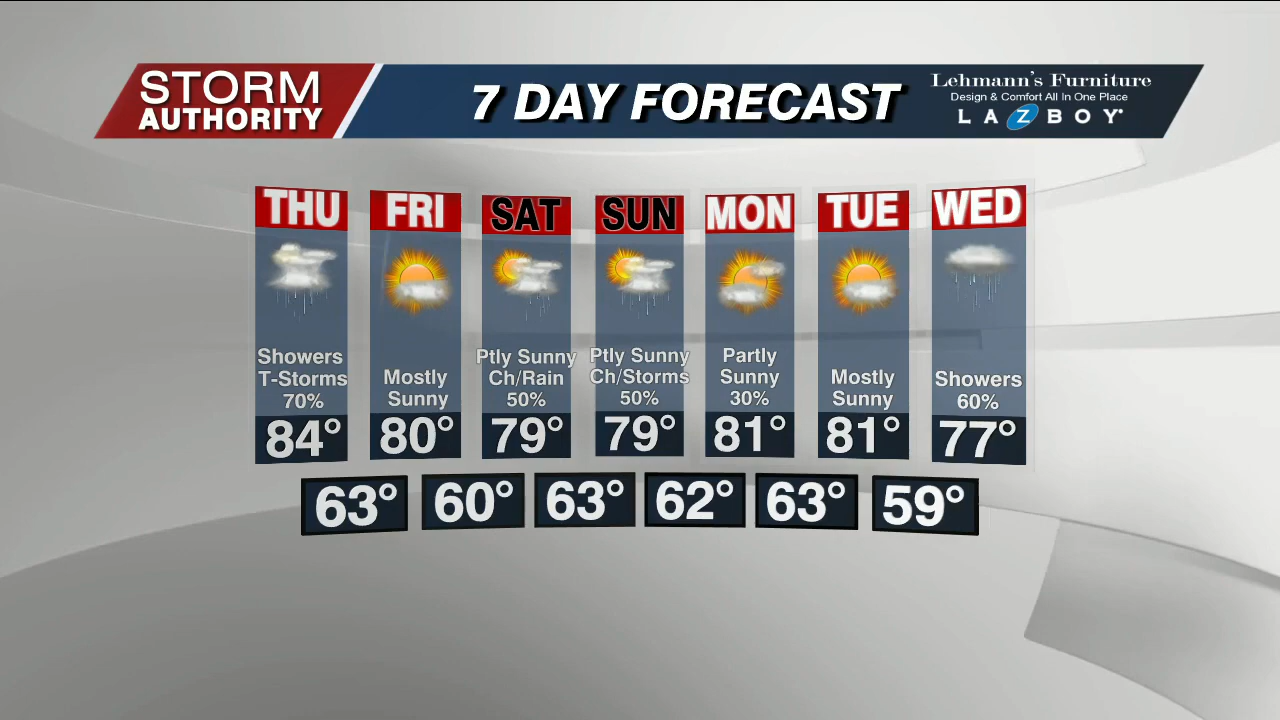 STORM
AUTHORITY
7 DAY FORECAST
Lehmann's Furniture
Design & Comfort All In One Place
LA Z BOY®
THU
Showers
T-Storms
70%
84°
FRI
Mostly
Sunny
80°
SAT
Ptly Sunny
Ch/Rain
50%
79°
SUN
Ptly Sunny
Ch/Storms
50%
79°
MON
Partly
Sunny
30%
81°
TUE
Mostly
Sunny
81°
WED
Showers
60%
77°
63°
60°
63°
62°
63°
59°